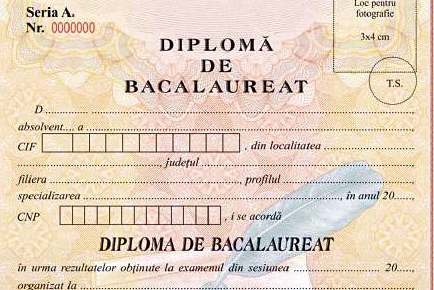 Seria A.
Nr. 0000000
Loc pentru
fotografie
3x4 cm
T.S.
DIPLOMĂ
DE
BACALAUREAT
D ............
absolvent.... a ............
CIF , din localitatea ............
............ județul ............
filiera ............, profilul ............
specializarea ............, în anul 20....,
CNP , i se acordă
DIPLOMA DE BACALAUREAT
în urma rezultatelor obținute la examenul din sesiunea ............ 20....,
organizat la ............